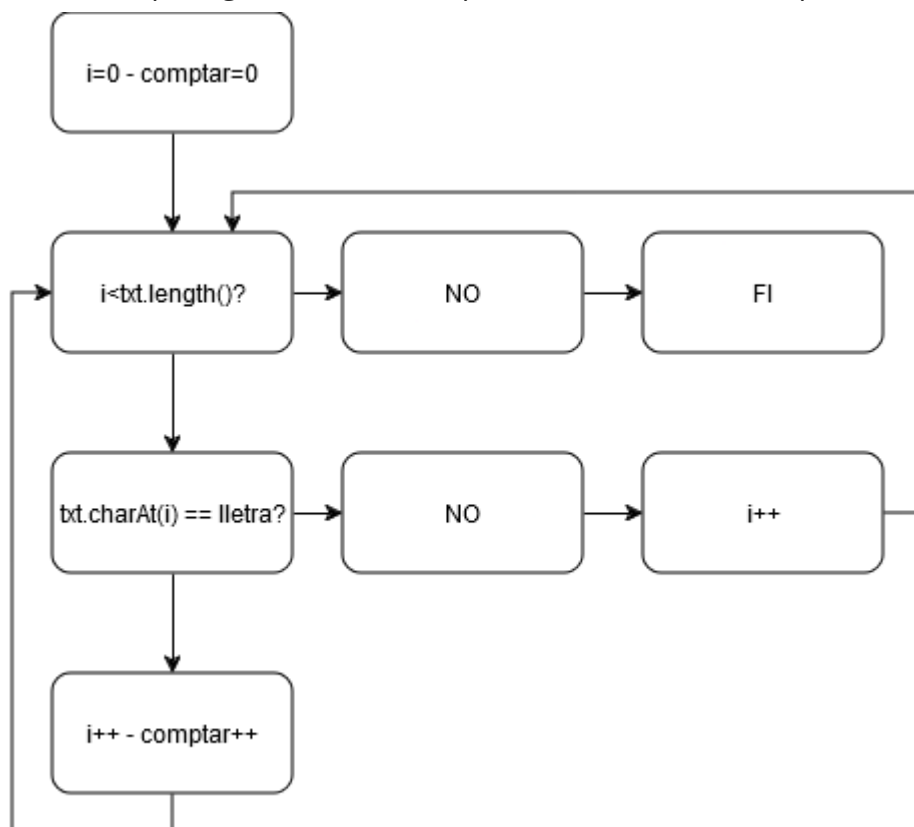 i=0 - comptar=0
i<txt.length()?
NO
FI
txt.charAt(i) == lletra?
NO
i++
i++ - comptar++